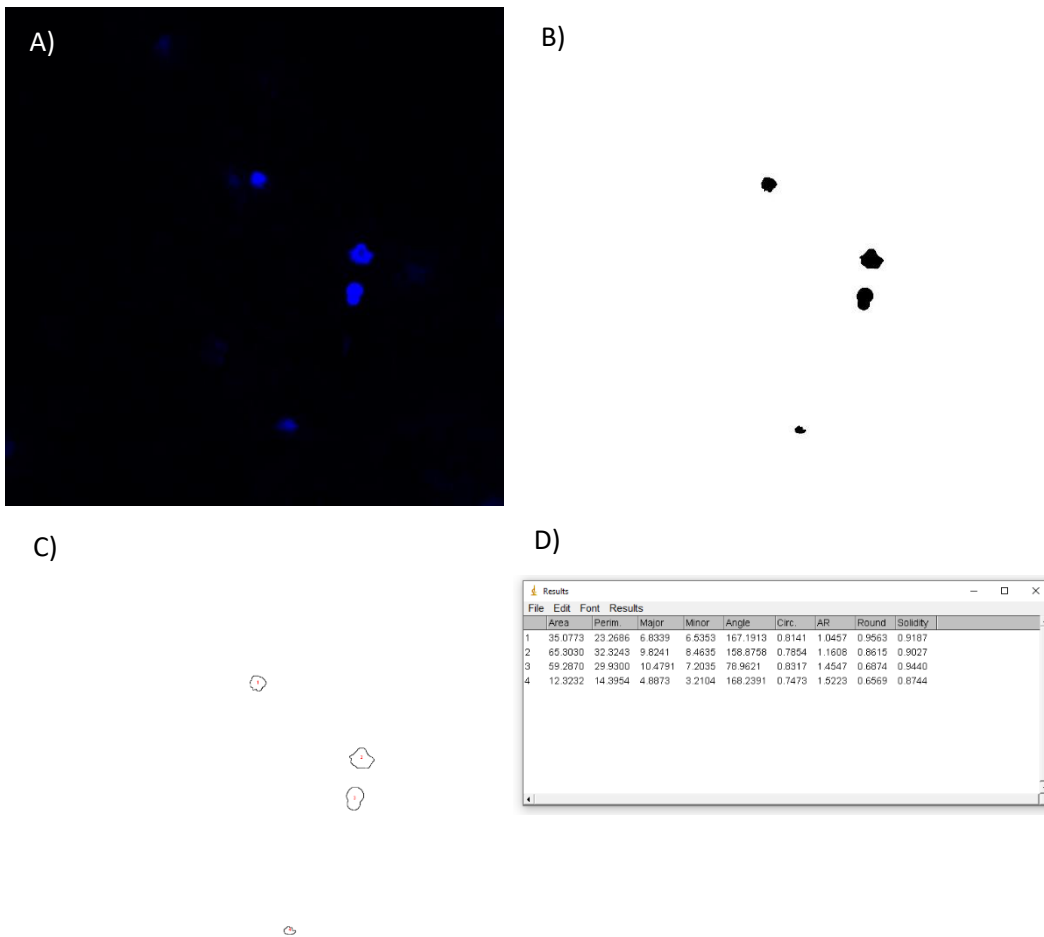 A)
B)
C)
D)
Results
File Edit Font Results
Area Perim. Major Minor Angle Circ. AR Round Solidity
1 35.0773 23.2686 6.8339 6.5353 167.1913 0.8141 1.0457 0.9563 0.9187
2 65.3030 32.3243 9.8241 8.4635 158.8758 0.7854 1.1608 0.8615 0.9027
3 59.2870 29.9300 10.4791 7.2035 78.9621 0.8317 1.4547 0.6874 0.9440
4 12.3232 14.3954 4.8873 3.2104 168.2391 0.7473 1.5223 0.6569 0.8744